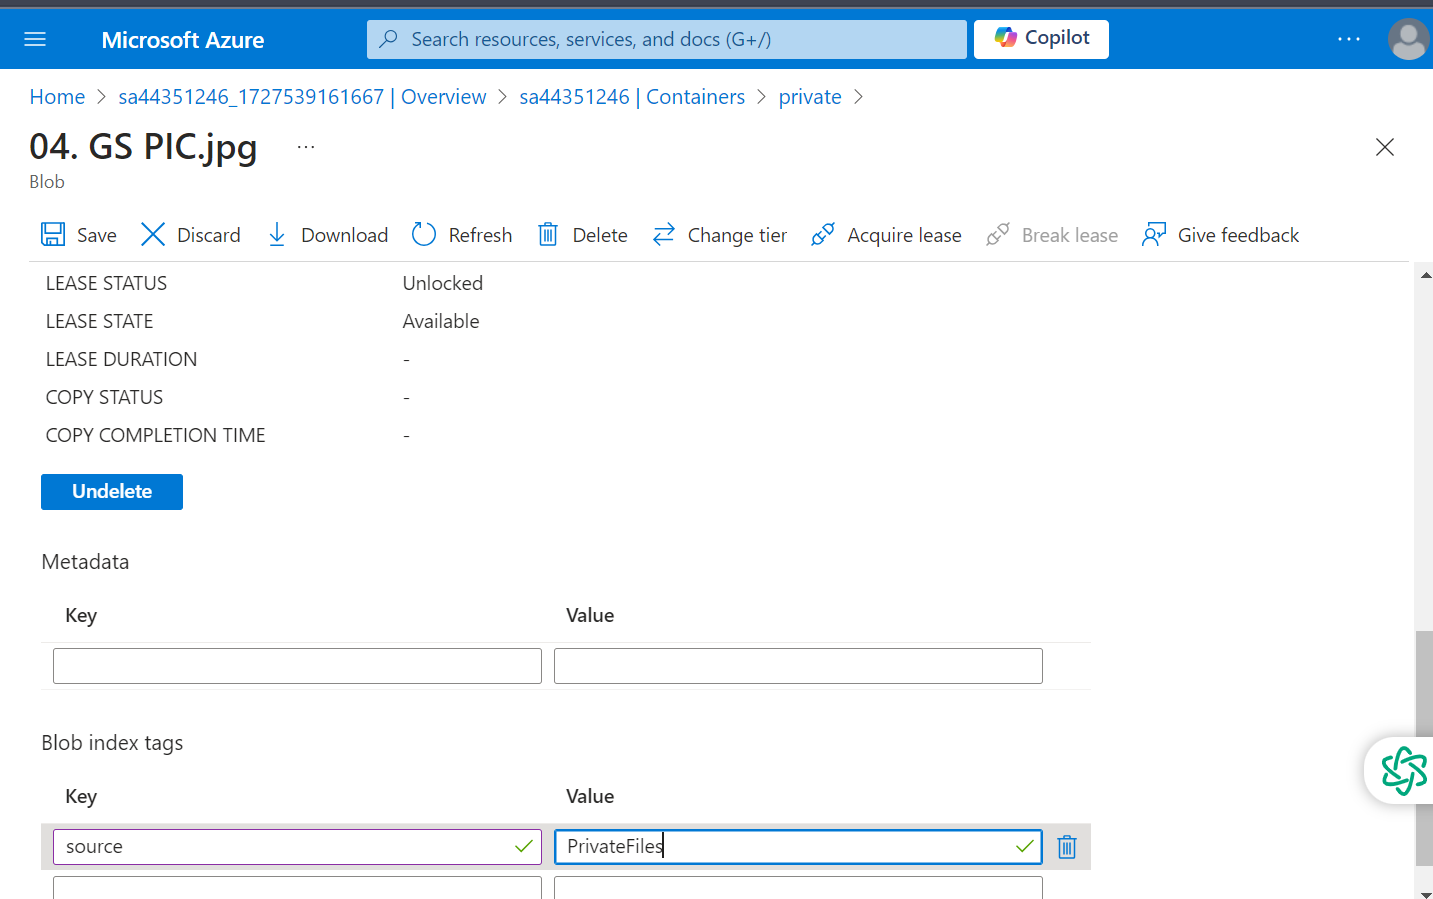 Microsoft Azure
Search resources, services, and docs (G+/)
Copilot
Home > sa44351246_1727539161667 | Overview > sa44351246 | Containers > private >
04. GS PIC.jpg ...
Blob
Save Discard Download Refresh Delete Change tier Acquire lease Break lease Give feedback
LEASE STATUS Unlocked
LEASE STATE Available
LEASE DURATION -
COPY STATUS -
COPY COMPLETION TIME -
Undelete
Metadata
Key Value
Blob index tags
Key Value
source PrivateFiles